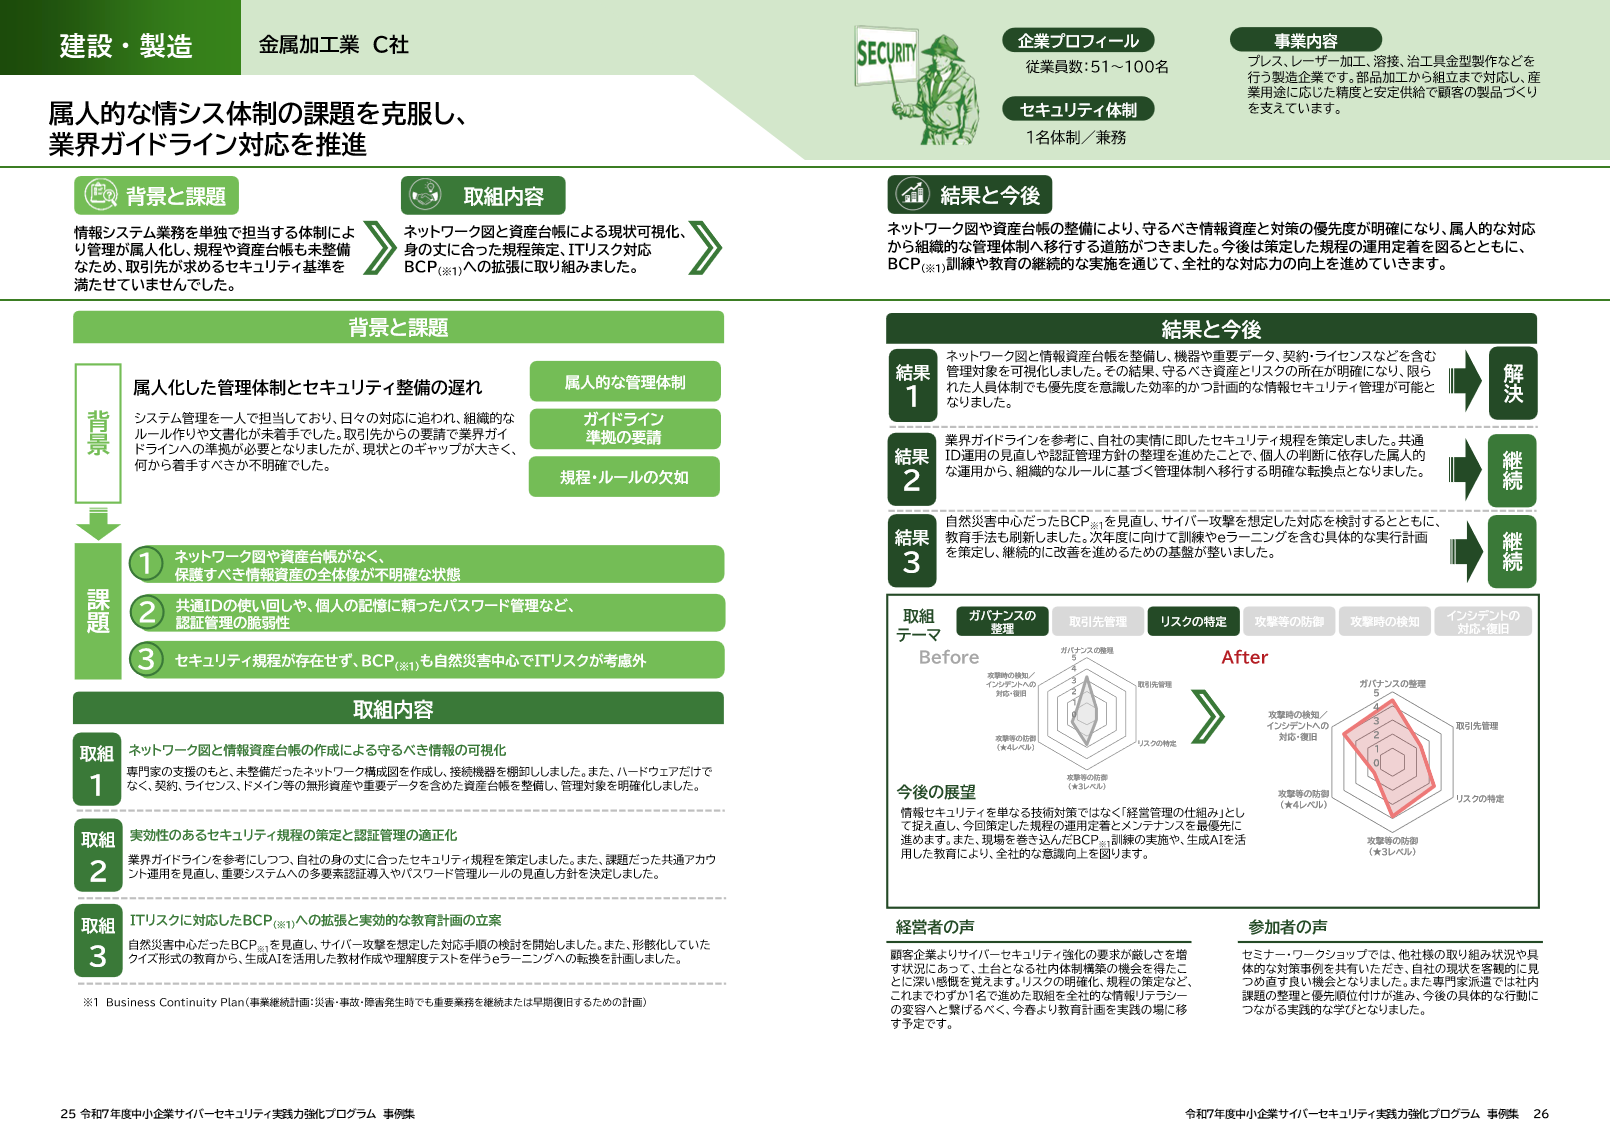 建設・製造
金属加工業 C社
属人的な情シス体制の課題を克服し、
業界ガイドライン対応を推進
SECURITY
企業プロフィール
従業員数：51～100名
セキュリティ体制
1名体制／兼務
事業内容
プレス、レーザー加工、溶接、治工具金型製作などを
行う製造企業です。部品加工から組立まで対応し、産
業用途に応じた精度と安定供給で顧客の製品づくり
を支えています。
背景と課題
情報システム業務を単独で担当する体制によ
り管理が属人化し、規程や資産台帳も未整備
なため、取引先が求めるセキュリティ基準を
満たせていませんでした。
取組内容
ネットワーク図と資産台帳による現状可視化、
身の丈に合った規程策定、ITリスク対応
BCP(※1)への拡張に取り組みました。
結果と今後
ネットワーク図や資産台帳の整備により、守るべき情報資産と対策の優先度が明確になり、属人的な対応
から組織的な管理体制へ移行する道筋がつきました。今後は策定した規程の運用定着を図るとともに、
BCP(※1)訓練や教育の継続的な実施を通じて、全社的な対応力の向上を進めていきます。
背景と課題
背景
属人化した管理体制とセキュリティ整備の遅れ
システム管理を一人で担当しており、日々の対応に追われ、組織的な
ルール作りや文書化が未着手でした。取引先からの要請で業界ガイ
ドラインへの準拠が必要となりましたが、現状とのギャップが大きく、
何から着手すべきか不明確でした。
属人的な管理体制
ガイドライン
準拠の要請
規程・ルールの欠如
課題
1
ネットワーク図や資産台帳がなく、
保護すべき情報資産の全体像が不明確な状態
2
共通IDの使い回しや、個人の記憶に頼ったパスワード管理など、
認証管理の脆弱性
3
セキュリティ規程が存在せず、BCP(※1)も自然災害中心でITリスクが考慮外
取組内容
取組
1
ネットワーク図と情報資産台帳の作成による守るべき情報の可視化
専門家の支援のもと、未整備だったネットワーク構成図を作成し、接続機器を棚卸ししました。また、ハードウェアだけで
なく、契約、ライセンス、ドメイン等の無形資産や重要データを含めた資産台帳を整備し、管理対象を明確化しました。
取組
2
実効性のあるセキュリティ規程の策定と認証管理の適正化
業界ガイドラインを参考にしつつ、自社の身の丈に合ったセキュリティ規程を策定しました。また、課題だった共通アカウ
ント運用を見直し、重要システムへの多要素認証導入やパスワード管理ルールの見直し方針を決定しました。
取組
3
ITリスクに対応したBCP(※1)への拡張と実効的な教育計画の立案
自然災害中心だったBCP※1を見直し、サイバー攻撃を想定した対応手順の検討を開始しました。また、形骸化していた
クイズ形式の教育から、生成AIを活用した教材作成や理解度テストを伴うeラーニングへの転換を計画しました。
※1 Business Continuity Plan（事業継続計画：災害・事故・障害発生時でも重要業務を継続または早期復旧するための計画）
結果と今後
結果
1
ネットワーク図と情報資産台帳を整備し、機器や重要データ、契約・ライセンスなどを含む
管理対象を可視化しました。その結果、守るべき資産とリスクの所在が明確になり、限ら
れた人員体制でも優先度を意識した効率的かつ計画的な情報セキュリティ管理が可能と
なりました。
解決
結果
2
業界ガイドラインを参考に、自社の実情に即したセキュリティ規程を策定しました。共通
ID運用の見直しや認証管理方針の整理を進めたことで、個人の判断に依存した属人的
な運用から、組織的なルールに基づく管理体制へ移行する明確な転換点となりました。
継続
結果
3
自然災害中心だったBCP※1を見直し、サイバー攻撃を想定した対応を検討するとともに、
教育手法も刷新しました。次年度に向けて訓練やeラーニングを含む具体的な実行計画
を策定し、継続的に改善を進めるための基盤が整いました。
継続
取組
テーマ
ガバナンスの
整理
取引先管理
リスクの特定
攻撃等の防御
攻撃時の検知
インシデントの
対応・復旧
Before
ガバナンスの整理
5
4
3
2
1
0
取引先管理
リスクの特定
攻撃等の防御
（★3レベル）
攻撃等の防御
（★4レベル）
攻撃時の検知／
インシデントへの
対応・復旧
After
ガバナンスの整理
5
4
3
2
1
0
取引先管理
リスクの特定
攻撃等の防御
（★3レベル）
攻撃等の防御
（★4レベル）
攻撃時の検知／
インシデントへの
対応・復旧
今後の展望
情報セキュリティを単なる技術対策ではなく「経営管理の仕組み」とし
て捉え直し、今回策定した規程の運用定着とメンテナンスを最優先に
進めます。また、現場を巻き込んだBCP※1訓練の実施や、生成AIを活
用した教育により、全社的な意識向上を図ります。
経営者の声
顧客企業よりサイバーセキュリティ強化の要求が厳しさを増
す状況にあって、土台となる社内体制構築の機会を得たこ
とに深い感慨を覚えます。リスクの明確化、規程の策定など、
これまでわずか1名で進めた取組を全社的な情報リテラシー
の変容へと繋げるべく、今春より教育計画を実践の場に移
す予定です。
参加者の声
セミナー・ワークショップでは、他社様の取り組み状況や具
体的な対策事例を共有いただき、自社の現状を客観的に見
つめ直す良い機会となりました。また専門家派遣では社内
課題の整理と優先順位付けが進み、今後の具体的な行動に
つながる実践的な学びとなりました。
25 令和7年度中小企業サイバーセキュリティ実践力強化プログラム 事例集
令和7年度中小企業サイバーセキュリティ実践力強化プログラム 事例集 26